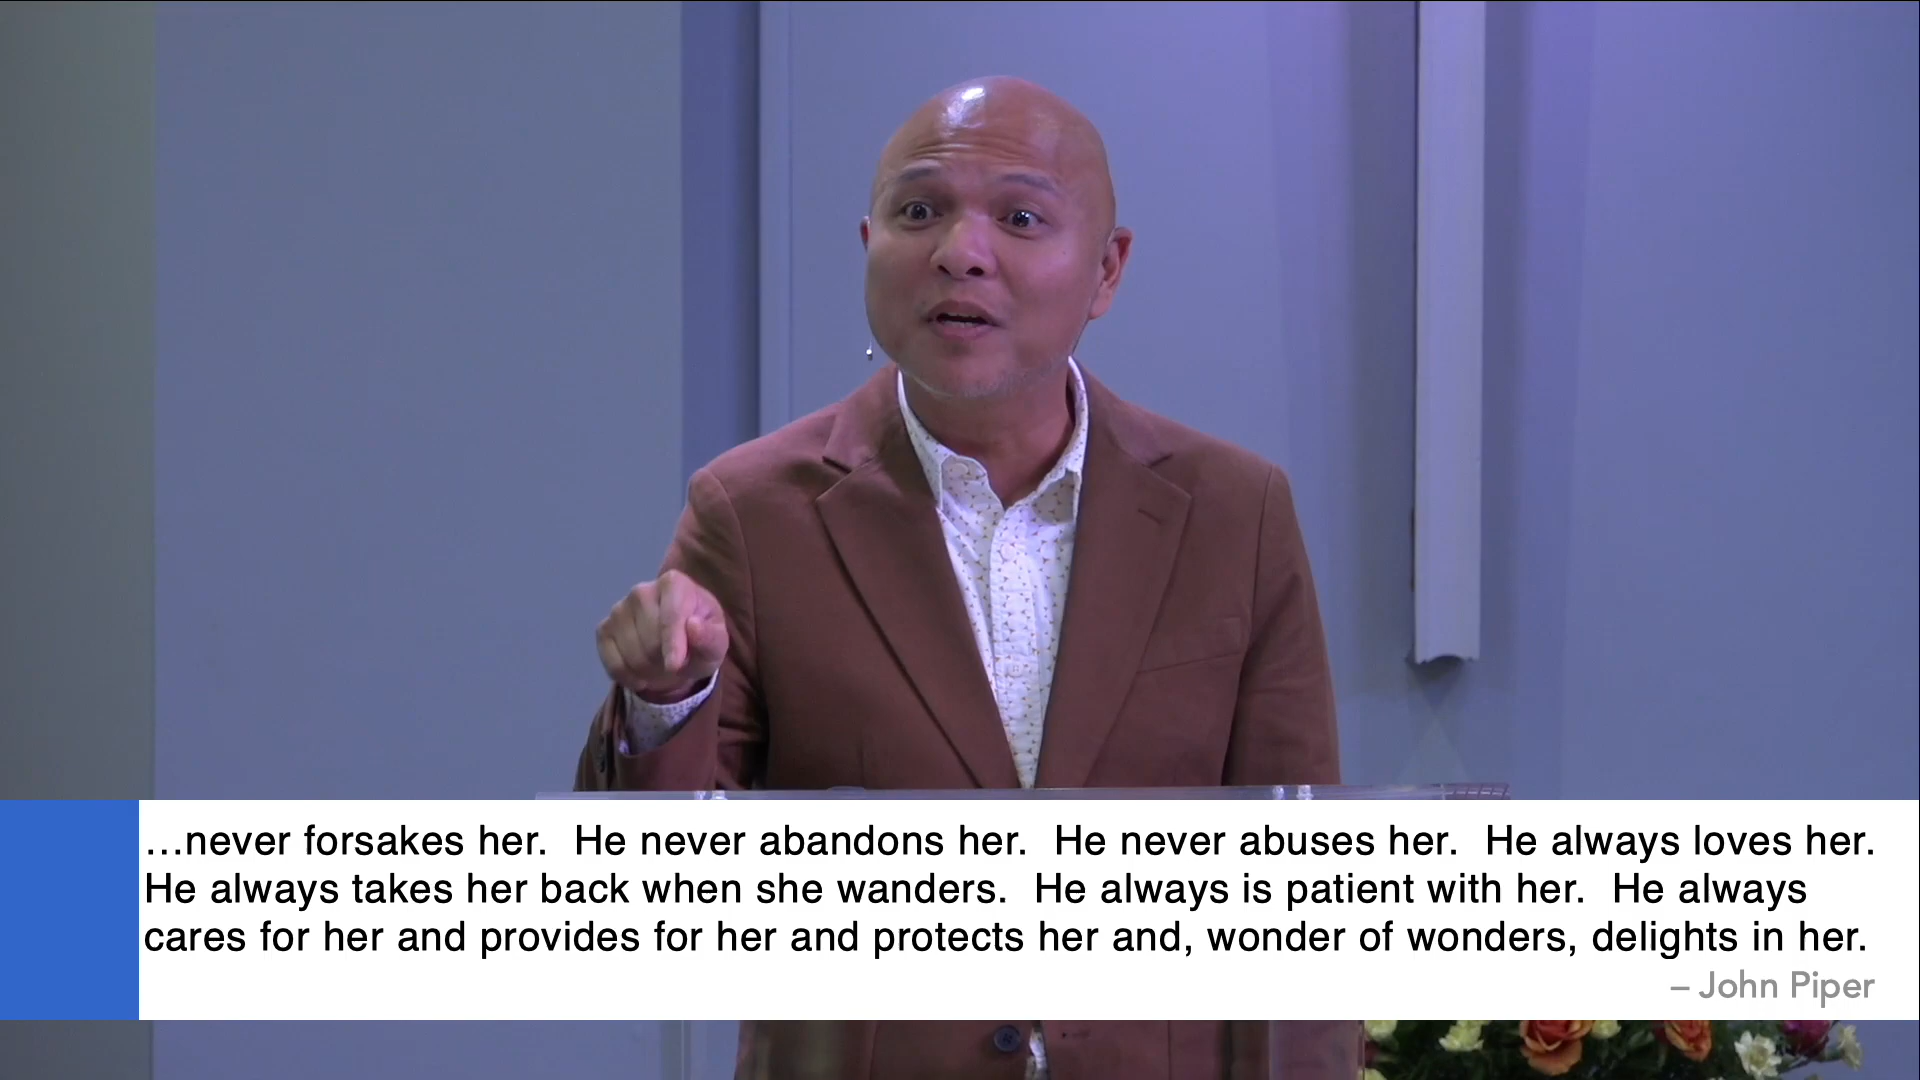 …never forsakes her.  He never abandons her.  He never abuses her.  He always loves her.
He always takes her back when she wanders.  He always is patient with her.  He always
cares for her and provides for her and protects her and, wonder of wonders, delights in her.
– John Piper